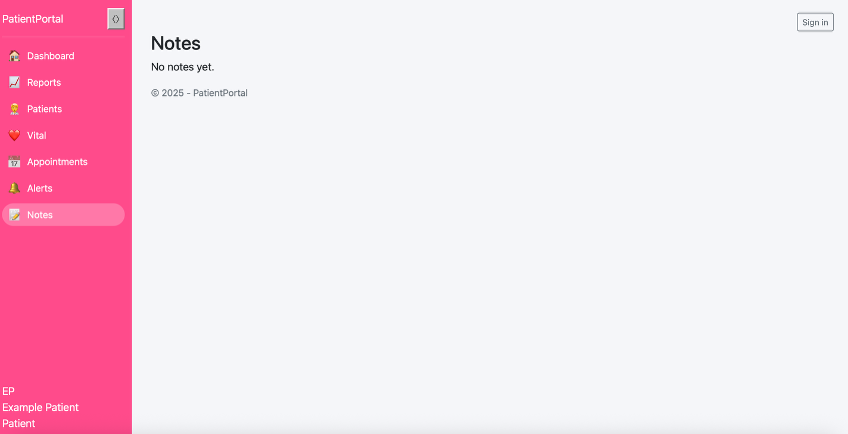 PatientPortal
⟨⟩
Dashboard
Reports
Patients
Vital
Appointments
Alerts
Notes
EP
Example Patient
Patient
Sign in
Notes
No notes yet.
© 2025 - PatientPortal